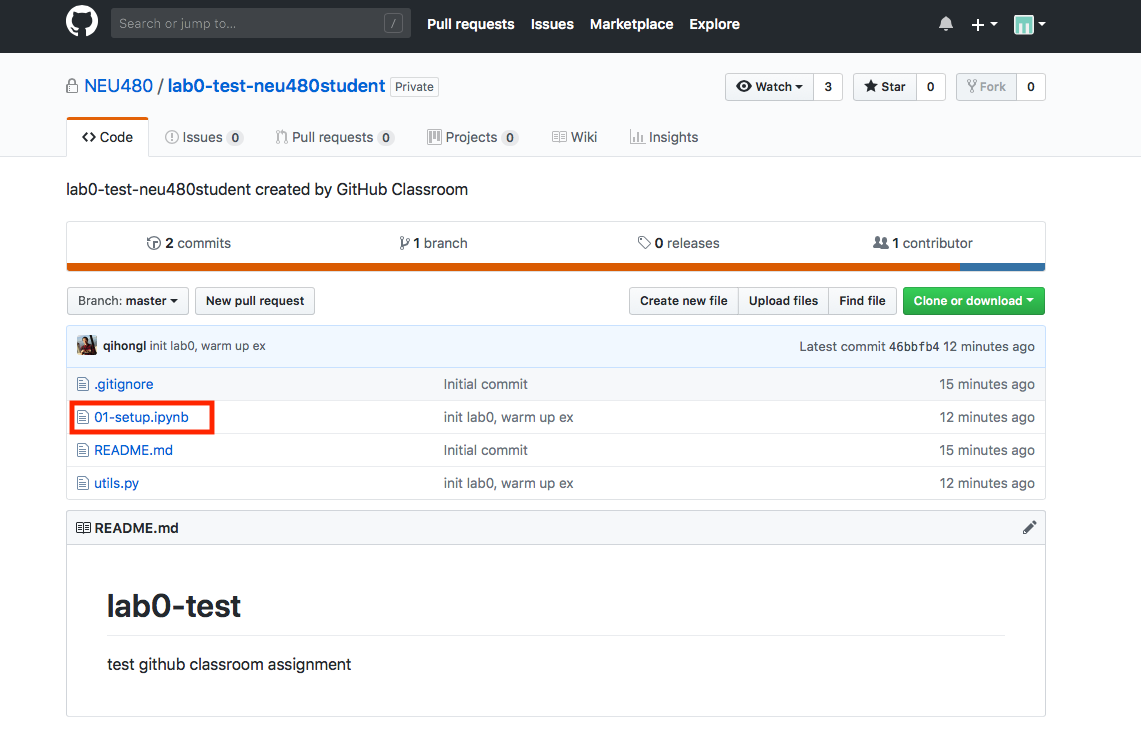 Search or jump to... / Pull requests Issues Marketplace Explore
NEU480 / lab0-test-neu480student Private Watch 3 Star 0 Fork 0
<> Code Issues 0 Pull requests 0 Projects 0 Wiki Insights
lab0-test-neu480student created by GitHub Classroom
2 commits 1 branch 0 releases 1 contributor
Branch: master New pull request Create new file Upload files Find file Clone or download
qihongl init lab0, warm up ex Latest commit 46bbfb4 12 minutes ago
.gitignore Initial commit 15 minutes ago
01-setup.ipynb init lab0, warm up ex 12 minutes ago
README.md Initial commit 15 minutes ago
utils.py init lab0, warm up ex 12 minutes ago
README.md
lab0-test
test github classroom assignment